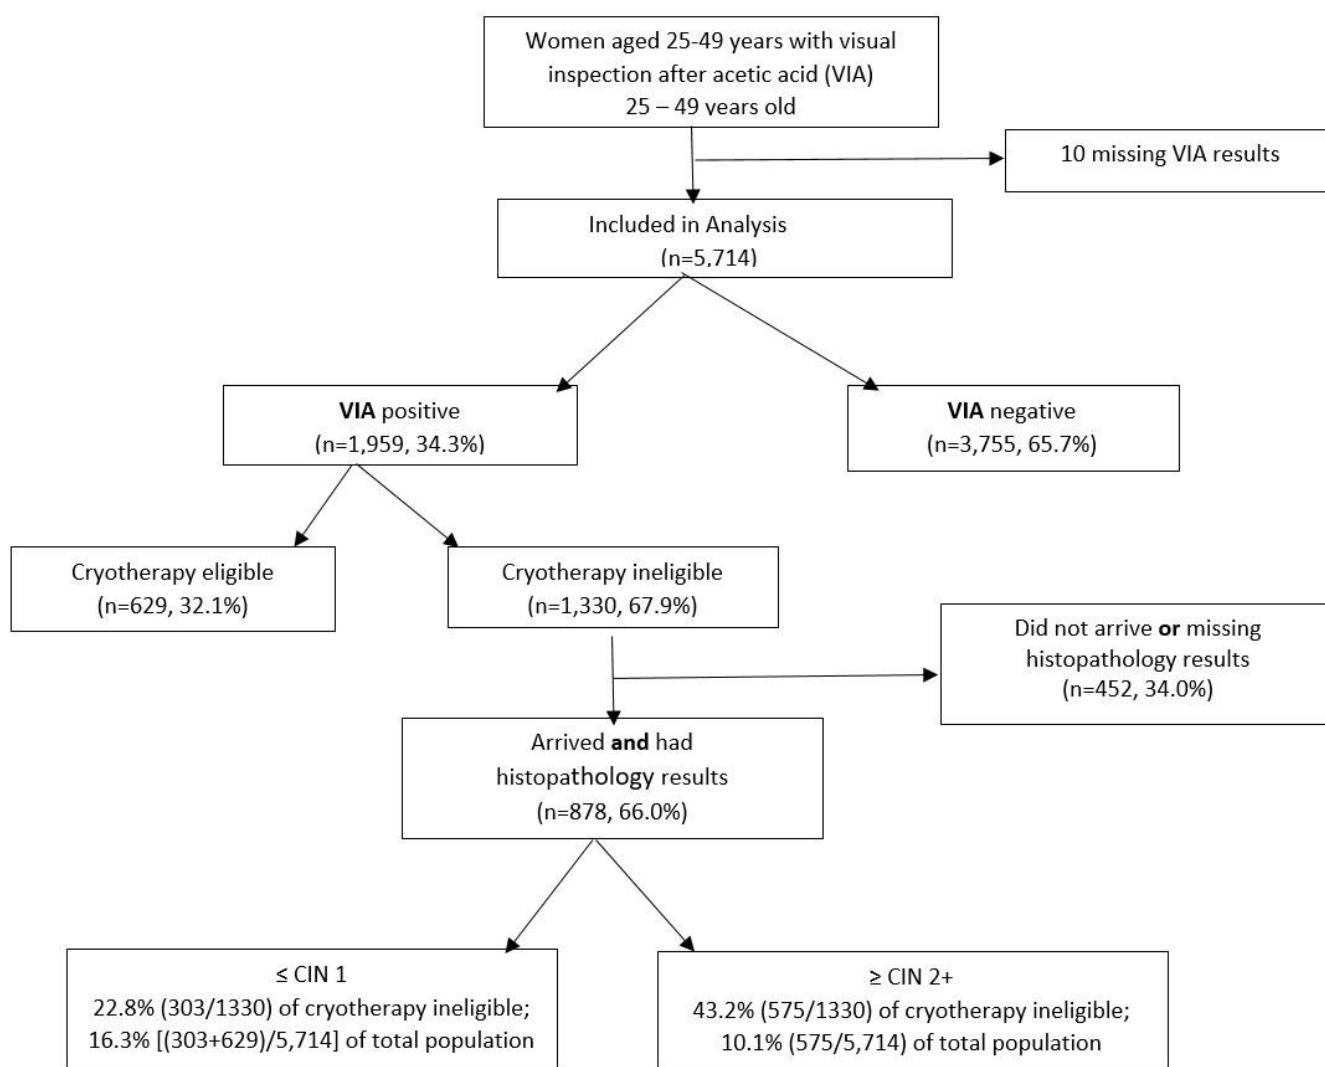 Women aged 25-49 years with visual
inspection after acetic acid (VIA)
25 – 49 years old
10 missing VIA results
Included in Analysis
(n=5,714)
VIA positive
(n=1,959, 34.3%)
VIA negative
(n=3,755, 65.7%)
Cryotherapy eligible
(n=629, 32.1%)
Cryotherapy ineligible
(n=1,330, 67.9%)
Did not arrive or missing
histopathology results
(n=452, 34.0%)
Arrived and had
histopathology results
(n=878, 66.0%)
≤ CIN 1
22.8% (303/1330) of cryotherapy ineligible;
16.3% [(303+629)/5,714] of total population
≥ CIN 2+
43.2% (575/1330) of cryotherapy ineligible;
10.1% (575/5,714) of total population